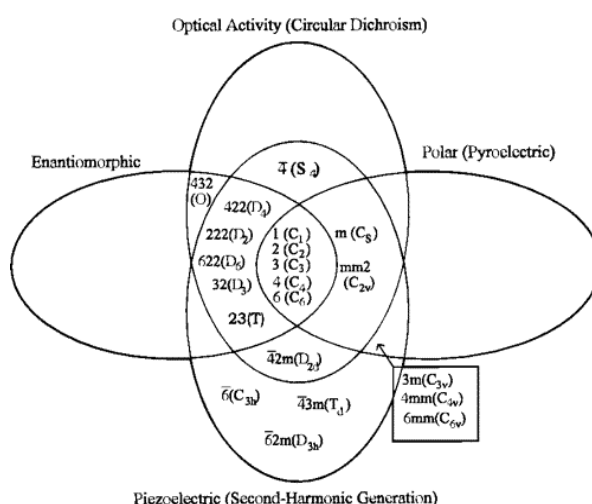 Optical Activity (Circular Dichroism)
Enantiomorphic
Polar (Pyroelectric)
4̅ (S₄)
432
(O)
422(D₄)
222(D₂)
1 (C₁)
m (Cₛ)
622(D₆)
2 (C₂)
3 (C₃)
mm2
(C₂ᵥ)
32(D₃)
4 (C₄)
6 (C₆)
23(T)
4̅2m(D₂d)
3m(C₃ᵥ)
4mm(C₄ᵥ)
6mm(C₆ᵥ)
6̅(C₃ₕ)
4̅3m(T_d)
6̅2m(D₃ₕ)
Piezoelectric (Second-Harmonic Generation)